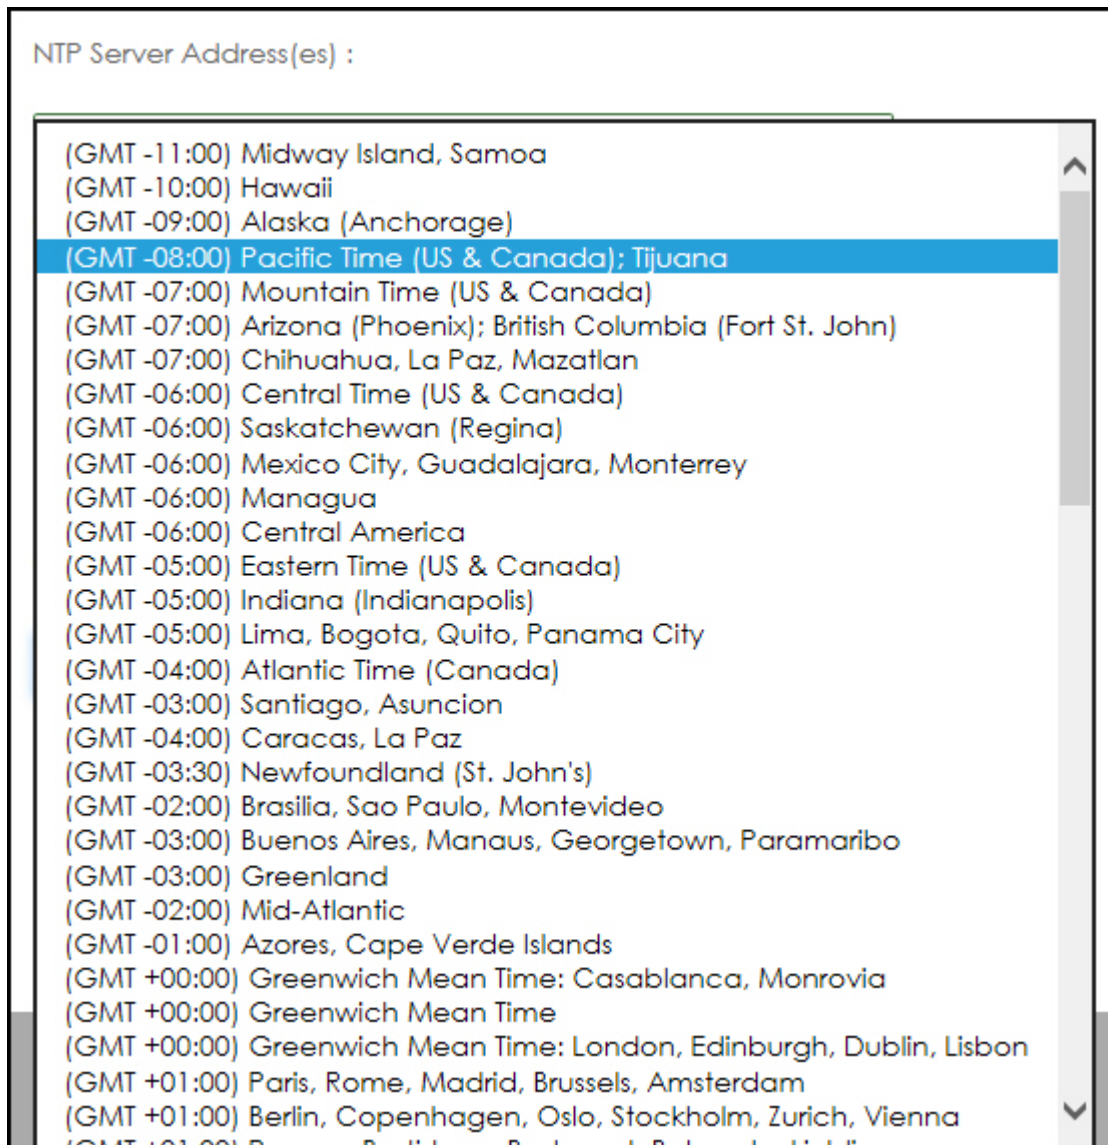 NTP Server Address(es) :
(GMT -11:00) Midway Island, Samoa
(GMT -10:00) Hawaii
(GMT -09:00) Alaska (Anchorage)
(GMT -08:00) Pacific Time (US & Canada); Tijuana
(GMT -07:00) Mountain Time (US & Canada)
(GMT -07:00) Arizona (Phoenix); British Columbia (Fort St. John)
(GMT -07:00) Chihuahua, La Paz, Mazatlan
(GMT -06:00) Central Time (US & Canada)
(GMT -06:00) Saskatchewan (Regina)
(GMT -06:00) Mexico City, Guadalajara, Monterrey
(GMT -06:00) Managua
(GMT -06:00) Central America
(GMT -05:00) Eastern Time (US & Canada)
(GMT -05:00) Indiana (Indianapolis)
(GMT -05:00) Lima, Bogota, Quito, Panama City
(GMT -04:00) Atlantic Time (Canada)
(GMT -03:00) Santiago, Asuncion
(GMT -04:00) Caracas, La Paz
(GMT -03:30) Newfoundland (St. John's)
(GMT -02:00) Brasilia, Sao Paulo, Montevideo
(GMT -03:00) Buenos Aires, Manaus, Georgetown, Paramaribo
(GMT -03:00) Greenland
(GMT -02:00) Mid-Atlantic
(GMT -01:00) Azores, Cape Verde Islands
(GMT +00:00) Greenwich Mean Time: Casablanca, Monrovia
(GMT +00:00) Greenwich Mean Time
(GMT +00:00) Greenwich Mean Time: London, Edinburgh, Dublin, Lisbon
(GMT +01:00) Paris, Rome, Madrid, Brussels, Amsterdam
(GMT +01:00) Berlin, Copenhagen, Oslo, Stockholm, Zurich, Vienna